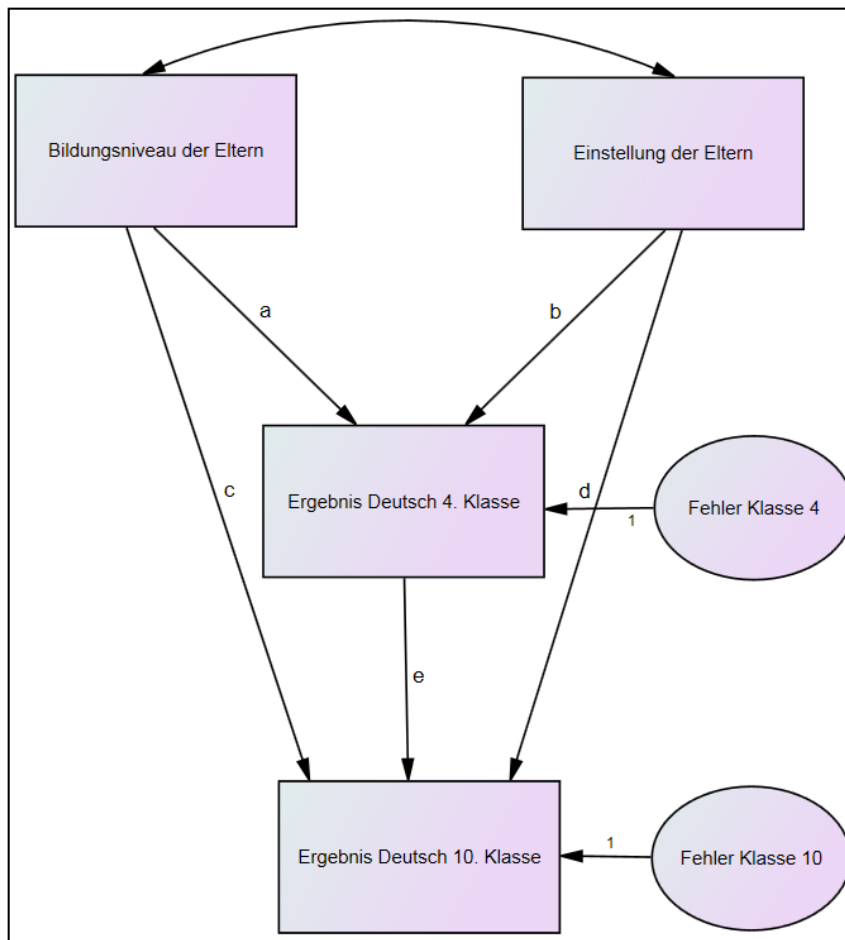 Bildungsniveau der Eltern
Einstellung der Eltern
a
b
c
Ergebnis Deutsch 4. Klasse
d
1
Fehler Klasse 4
e
Ergebnis Deutsch 10. Klasse
1
Fehler Klasse 10